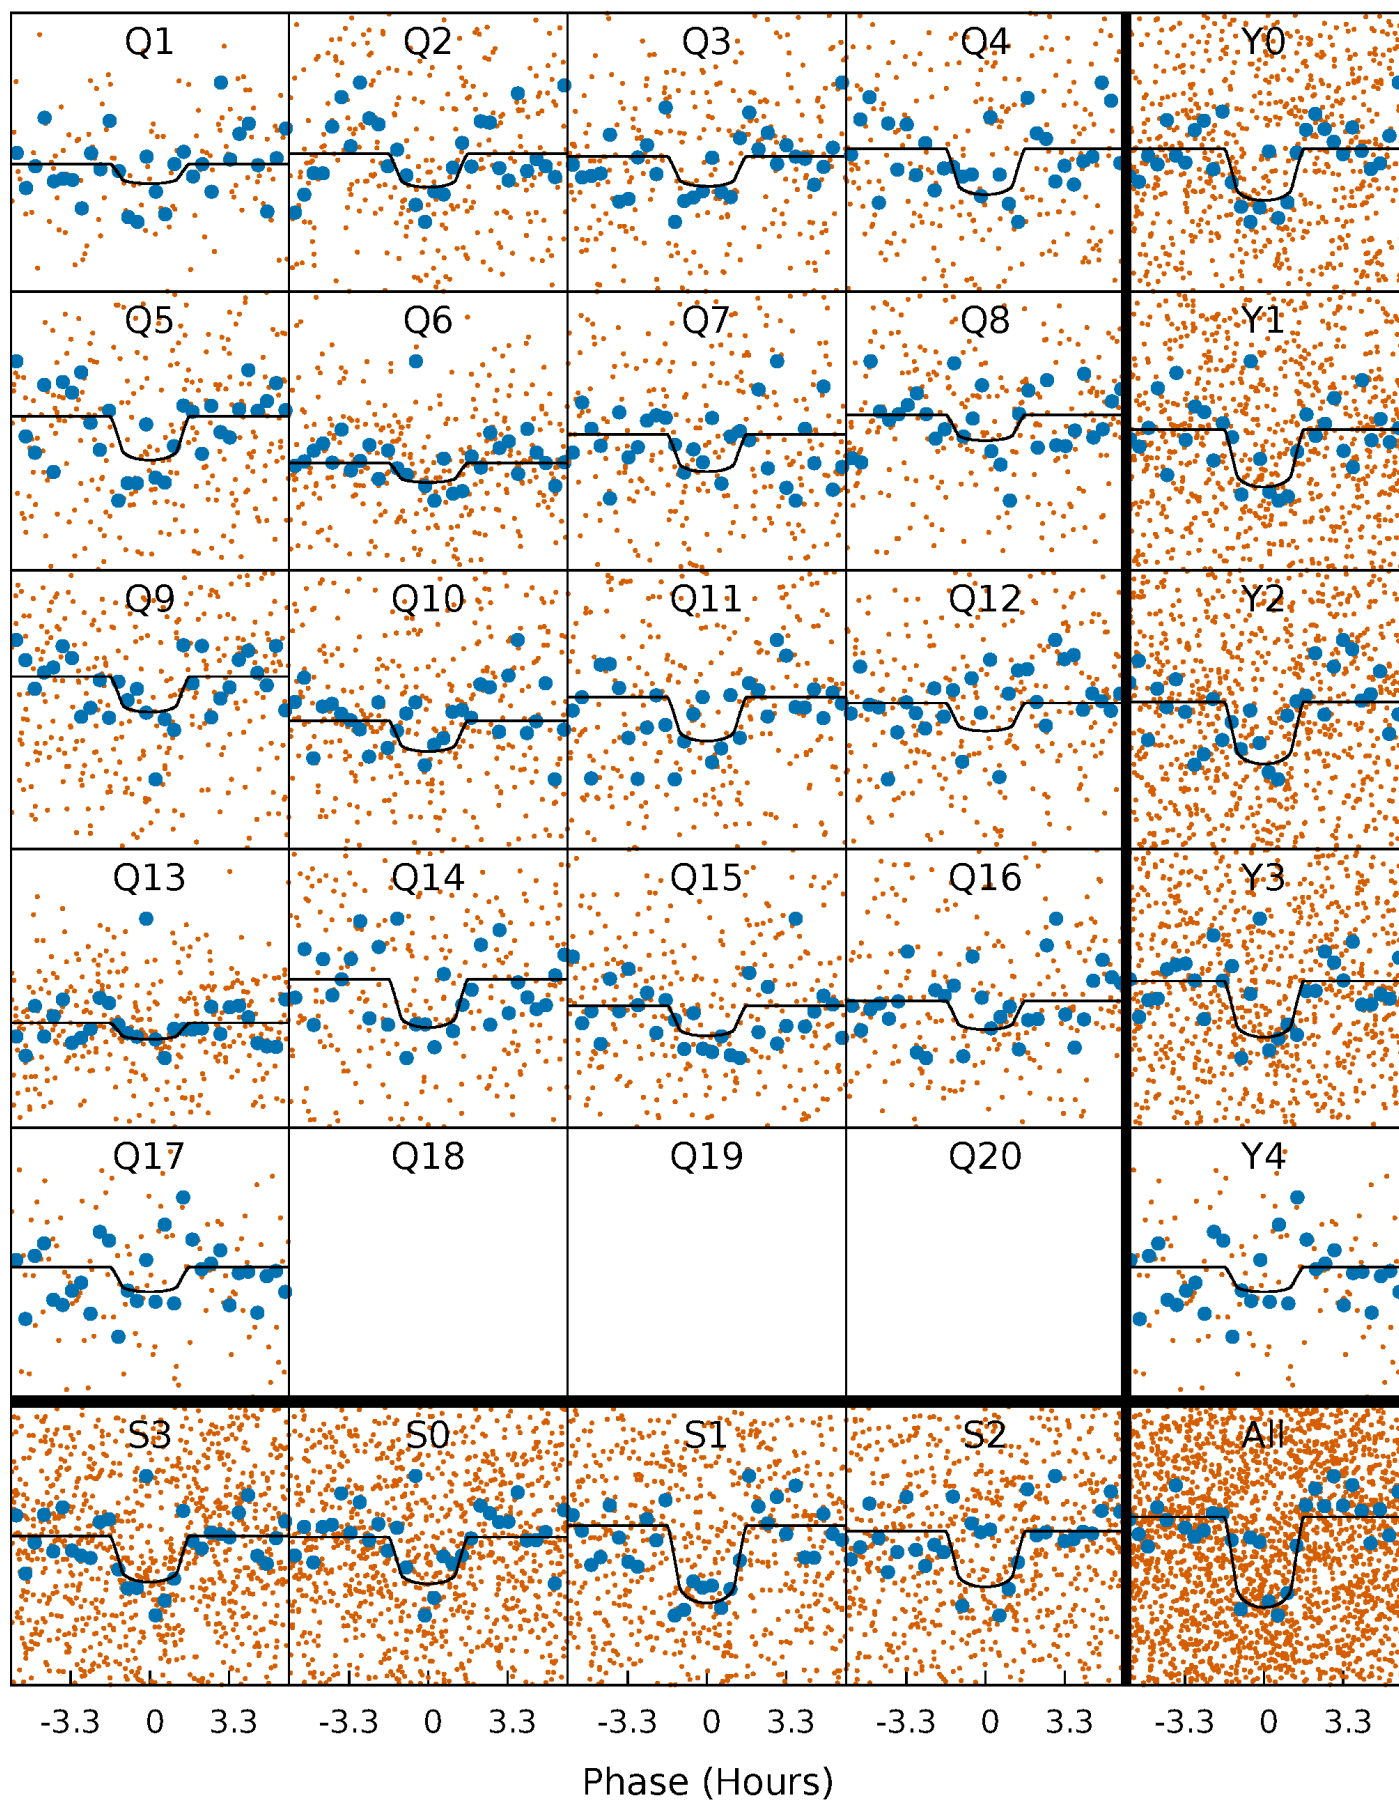 Q1 Q2 Q3 Q4 Y0
Q5 Q6 Q7 Q8 Y1
Q9 Q10 Q11 Q12 Y2
Q13 Q14 Q15 Q16 Y3
Q17 Q18 Q19 Q20 Y4
S3 S0 S1 S2 All
-3.3 0 3.3 -3.3 0 3.3 -3.3 0 3.3 -3.3 0 3.3 -3.3 0 3.3
Phase (Hours)